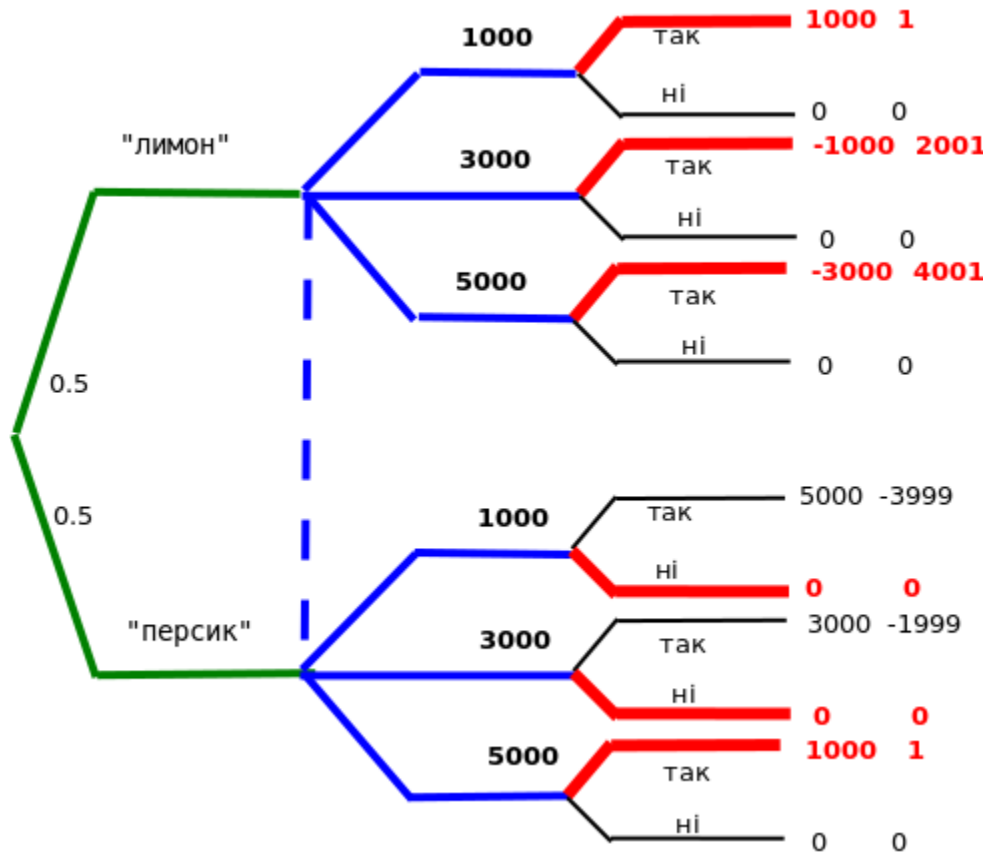 1000 1
так
1000
ні
0 0
"лимон"
-1000 2001
3000
так
ні
0 0
-3000 4001
5000
так
ні
0 0
0.5
0.5
5000 -3999
1000
так
ні
0 0
3000 -1999
"персик"
3000
так
ні
0 0
1000 1
5000
так
ні
0 0